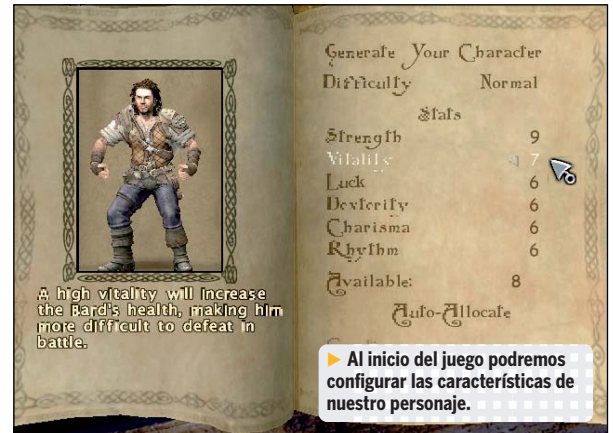 A high vitality will increase
the Bard's health, making him
more difficult to defeat in
battle.
Generate Your Character
Difficulty Normal
Stats
Strength 9
Vitality 7
Luck 6
Dexterity 6
Charisma 6
Rhythm 6
Available: 8
Auto-Allocate
Al inicio del juego podremos
configurar las características de
nuestro personaje.